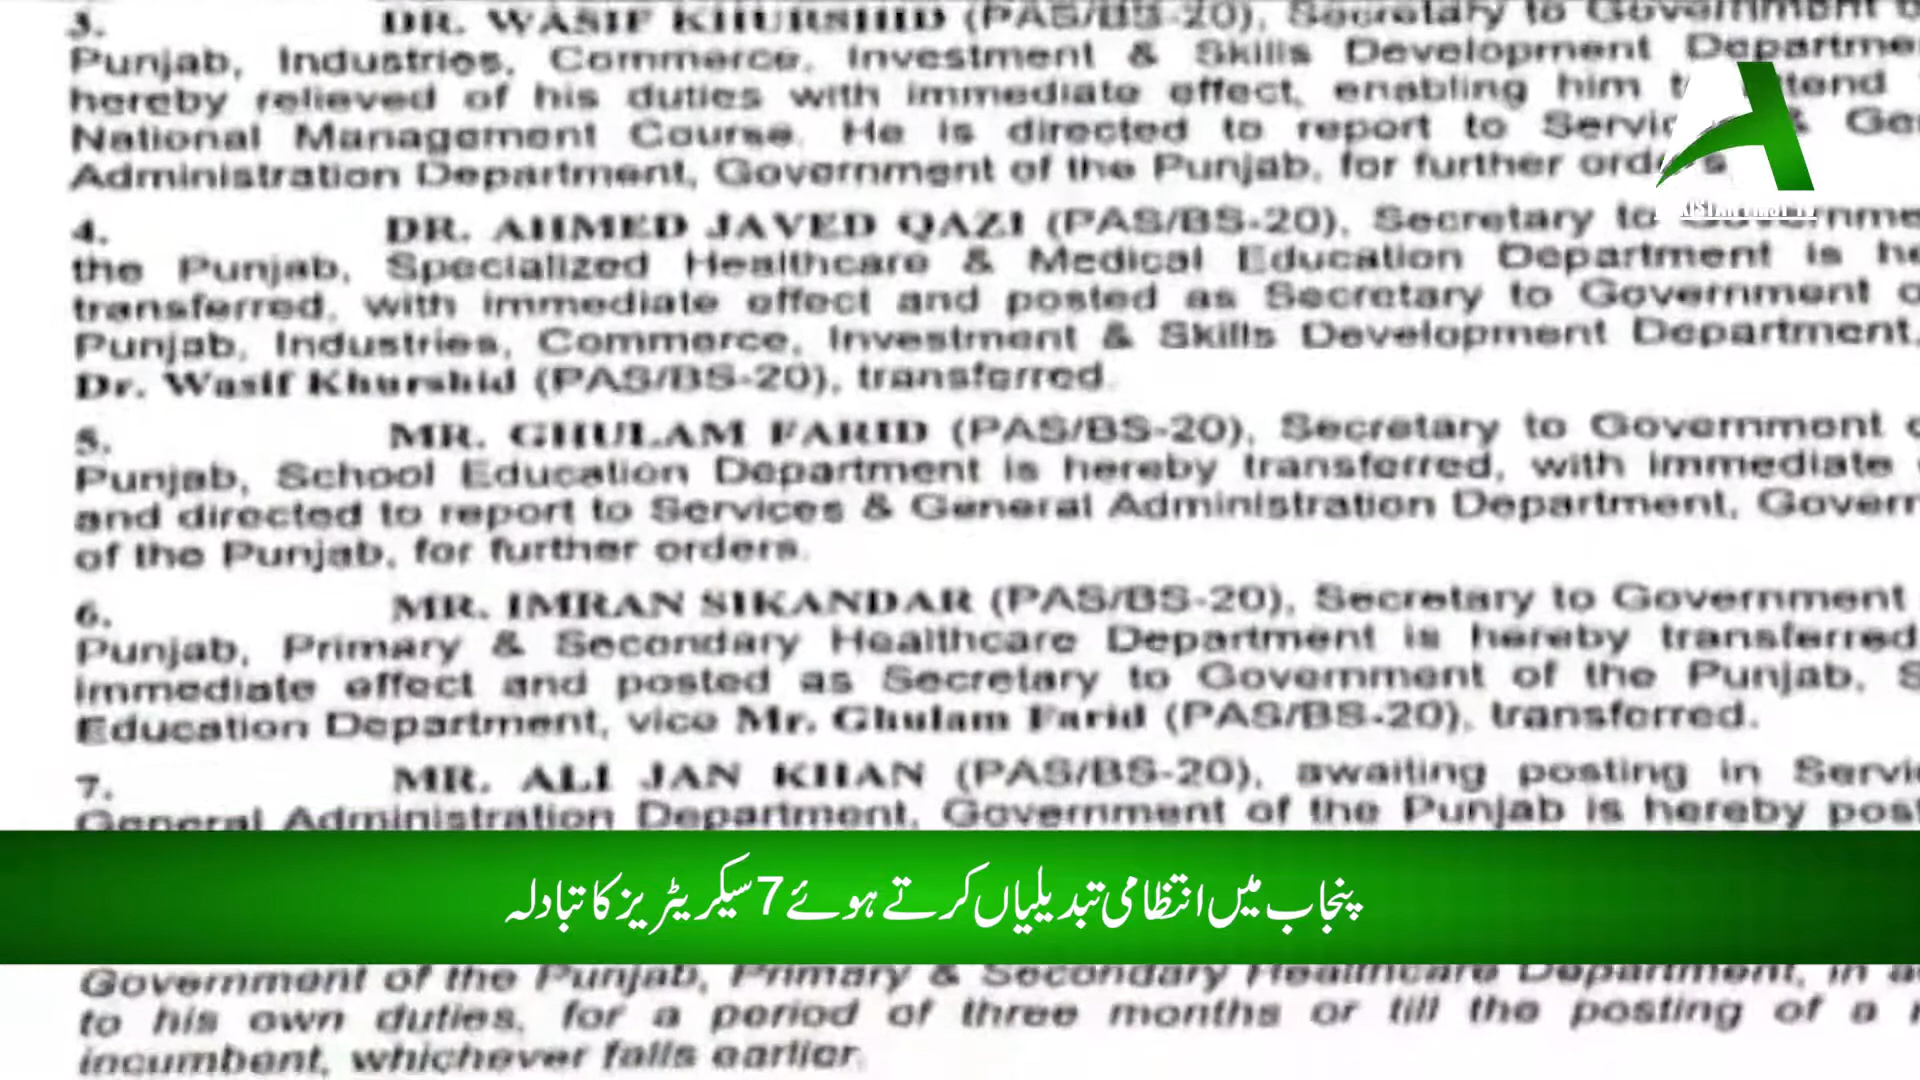 3. DR. WASIF KHURSHID (PAS/BS-20), Secretary to Government
Punjab, Industries, Commerce, Investment & Skills Development
hereby relieved of his duties with immediate effect, enabling him
National Management Course. He is directed to report to
Administration Department, Government of the Punjab, for further orders
4. DR. AHMED JAVED QAZI (PAS/BS-20), Secretary to
the Punjab, Specialized Healthcare & Medical Education Department is
transferred, with immediate effect and posted as Secretary to Government
Punjab, Industries, Commerce, Investment & Skills Development Department,
Dr. Wasif Khurshid (PAS/BS-20), transferred.
5. MR. GHULAM FARID (PAS/BS-20), Secretary to Government
Punjab, School Education Department is hereby transferred, with immediate
and directed to report to Services & General Administration Department,
of the Punjab, for further orders.
6. MR. IMRAN SIKANDAR (PAS/BS-20), Secretary to Government
Punjab, Primary & Secondary Healthcare Department is hereby transferred
immediate effect and posted as Secretary to Government of the Punjab,
Education Department, vice Mr. Ghulam Farid (PAS/BS-20), transferred.
7. MR. ALI JAN KHAN (PAS/BS-20), awaiting posting in
General Administration Department, Government of the Punjab is hereby
پنجاب میں انتظامی تبدیلیاں کرتے ہوئے 7 سیکریٹریز کا تبادلہ
Government of the Punjab, Primary & Secondary Healthcare Department, in
to his own duties, for a period of three months or till the posting of a
incumbent, whichever falls earlier.